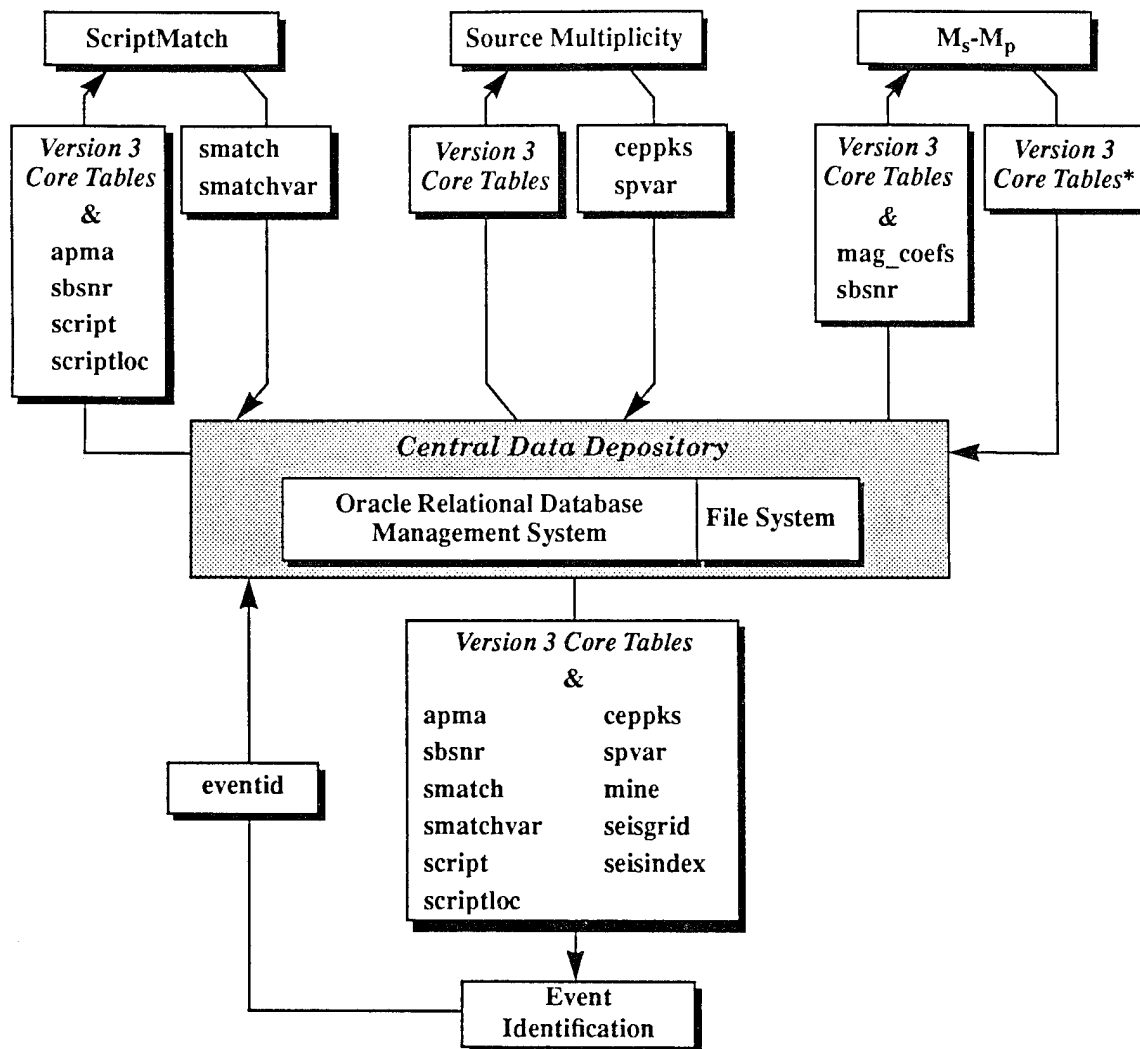 ScriptMatch
Source Multiplicity
Ms-Mp
Version 3
Core Tables
&
apma
sbsnr
script
scriptloc
smatch
smatchvar
Version 3
Core Tables
ceppks
spvar
Version 3
Core Tables
&
mag_coefs
sbsnr
Version 3
Core Tables*
Central Data Depository
Oracle Relational Database
Management System
File System
Version 3 Core Tables
&
apma
sbsnr
smatch
smatchvar
script
scriptloc
ceppks
spvar
mine
seisgrid
seisindex
eventid
Event
Identification